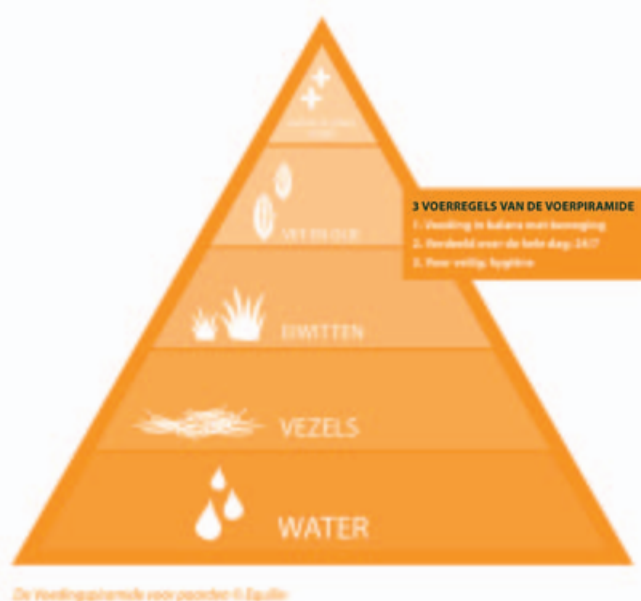 VET EN OLIE
3 VOERREGELS VAN DE VOERPIRAMIDE
1. Voeding in balans met beweging
2. Verdeeld over de hele dag: 24/7
3. Voer veilig: hygiëne
EIWITTEN
VEZELS
WATER
De Voedingspiramide voor paarden ©